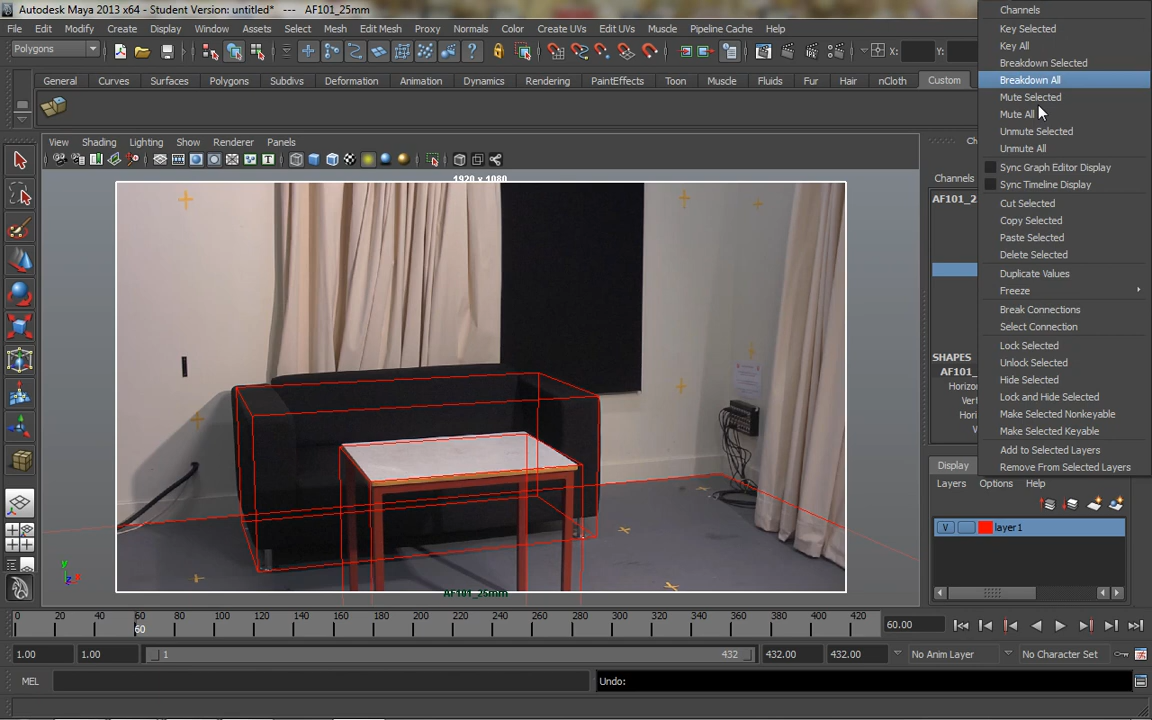 Autodesk Maya 2013 x64 - Student Version: untitled* --- AF101_25mm
File Edit Modify Create Display Window Assets Select Mesh Edit Mesh Proxy Normals Color Create UVs Edit UVs Muscle Pipeline Cache Help
Polygons X: Y:
General Curves Surfaces Polygons Subdivs Deformation Animation Dynamics Rendering PaintEffects Toon Muscle Fluids Fur Hair nCloth Custom
View Shading Lighting Show Renderer Panels
1920 x 1080
AF101_25mm
Channels
AF101_2
SHAPES
AF101_
Horizo
Vert
Hori
V
Display
Layers Options Help
V layer1
Channels
Key Selected
Key All
Breakdown Selected
Breakdown All
Mute Selected
Mute All
Unmute Selected
Unmute All
Sync Graph Editor Display
Sync Timeline Display
Cut Selected
Copy Selected
Paste Selected
Delete Selected
Duplicate Values
Freeze
Break Connections
Select Connection
Lock Selected
Unlock Selected
Hide Selected
Lock and Hide Selected
Make Selected Nonkeyable
Make Selected Keyable
Add to Selected Layers
Remove From Selected Layers
0 20 40 60 80 100 120 140 160 180 200 220 240 260 280 300 320 340 360 380 400 420
60 60.00
1.00 1.00 1 432 432.00 432.00 No Anim Layer No Character Set
MEL Undo: